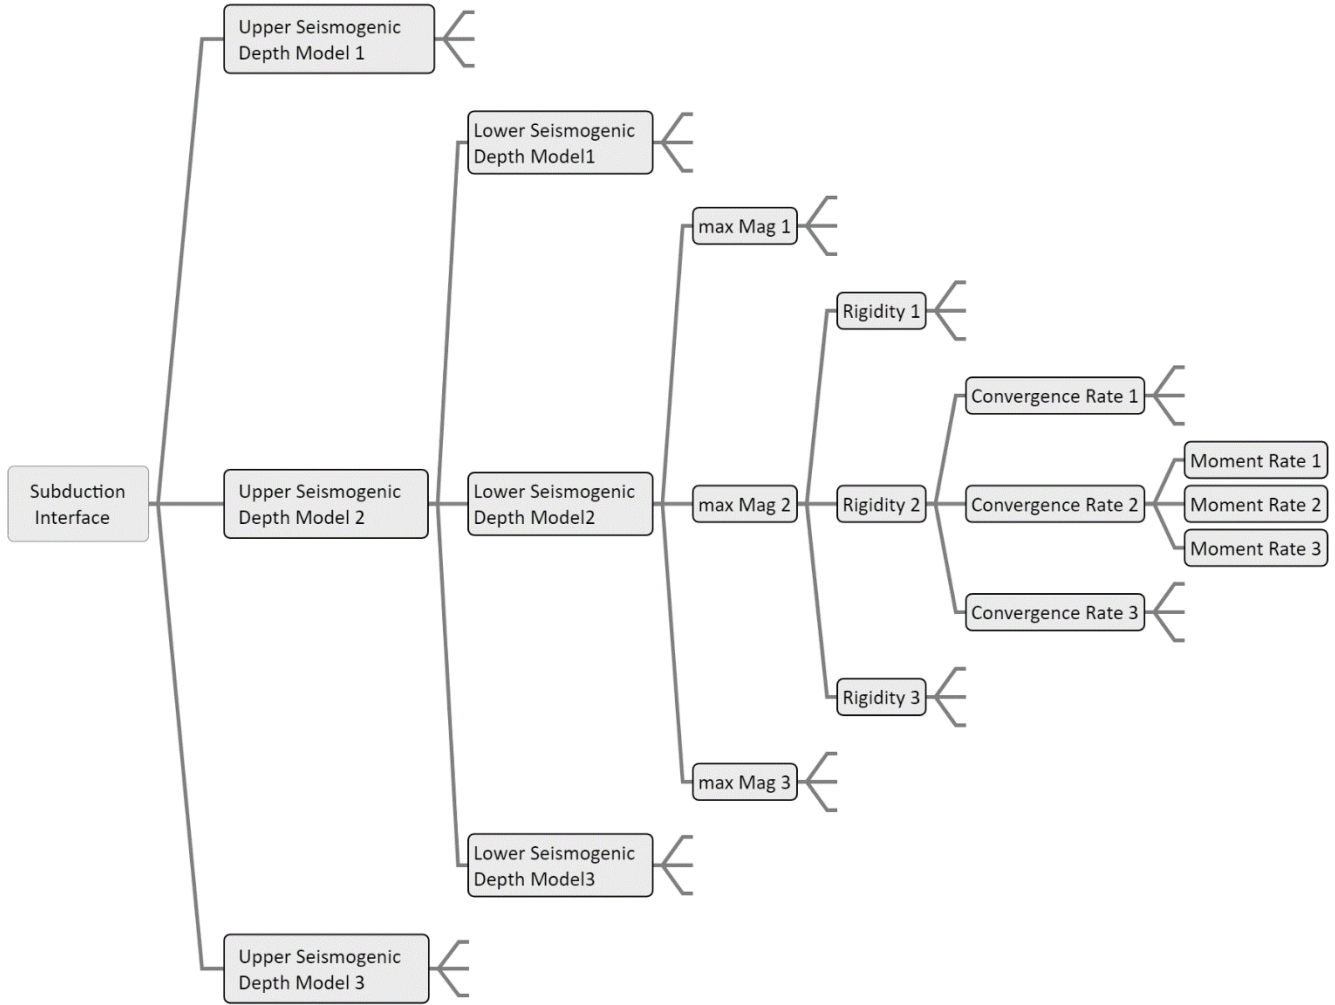 Upper Seismogenic
Depth Model 1
Lower Seismogenic
Depth Model1
max Mag 1
Rigidity 1
Convergence Rate 1
Moment Rate 1
Subduction
Interface
Upper Seismogenic
Depth Model 2
Lower Seismogenic
Depth Model2
max Mag 2
Rigidity 2
Convergence Rate 2
Moment Rate 2
Moment Rate 3
Convergence Rate 3
Rigidity 3
max Mag 3
Lower Seismogenic
Depth Model3
Upper Seismogenic
Depth Model 3